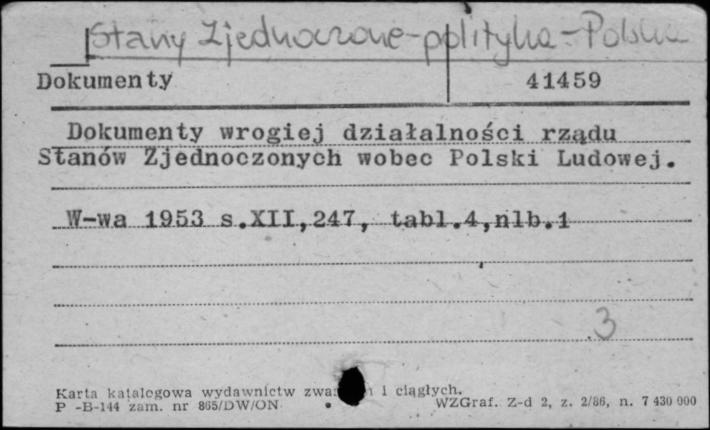 Stany Zjednoczone-polityka-Polska
Dokumenty 41459
Dokumenty wrogiej działalności rządu
Stanów Zjednoczonych wobec Polski Ludowej.
W-wa 1953 s.XII,247, tabl.4,nlb.1
3
Karta katalogowa wydawnictw i ciągłych.
P -B-144 zam. nr 865/DW/ON WZGraf. Z-d 2, z. 2/86, n. 7 430 000